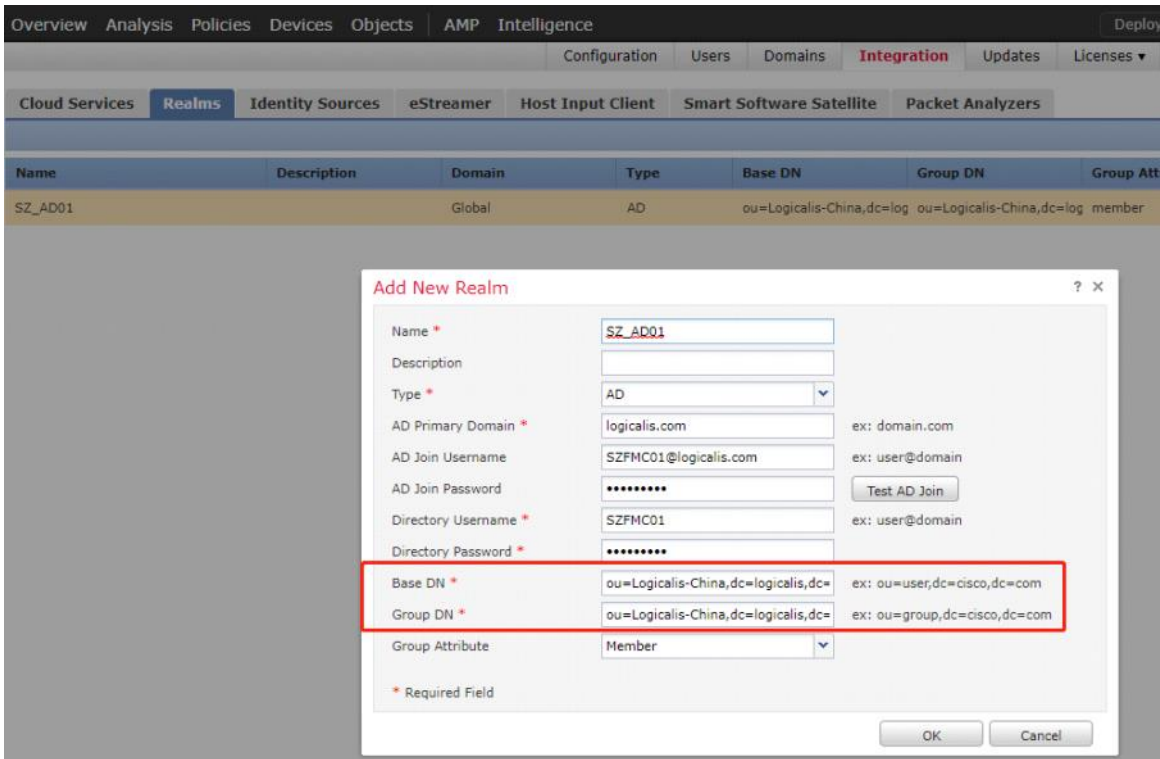 Overview Analysis Policies Devices Objects AMP Intelligence Deploy
Configuration Users Domains Integration Updates Licenses ▾
Cloud Services Realms Identity Sources eStreamer Host Input Client Smart Software Satellite Packet Analyzers
Name Description Domain Type Base DN Group DN Group Att
SZ_AD01 Global AD ou=Logicalis-China,dc=log ou=Logicalis-China,dc=log member
Add New Realm ? ×
Name * SZ_AD01
Description
Type * AD
AD Primary Domain * logicalis.com ex: domain.com
AD Join Username SZFMC01@logicalis.com ex: user@domain
AD Join Password ••••••••• Test AD Join
Directory Username * SZFMC01 ex: user@domain
Directory Password * •••••••••
Base DN * ou=Logicalis-China,dc=logicalis,dc= ex: ou=user,dc=cisco,dc=com
Group DN * ou=Logicalis-China,dc=logicalis,dc= ex: ou=group,dc=cisco,dc=com
Group Attribute Member
* Required Field
OK Cancel